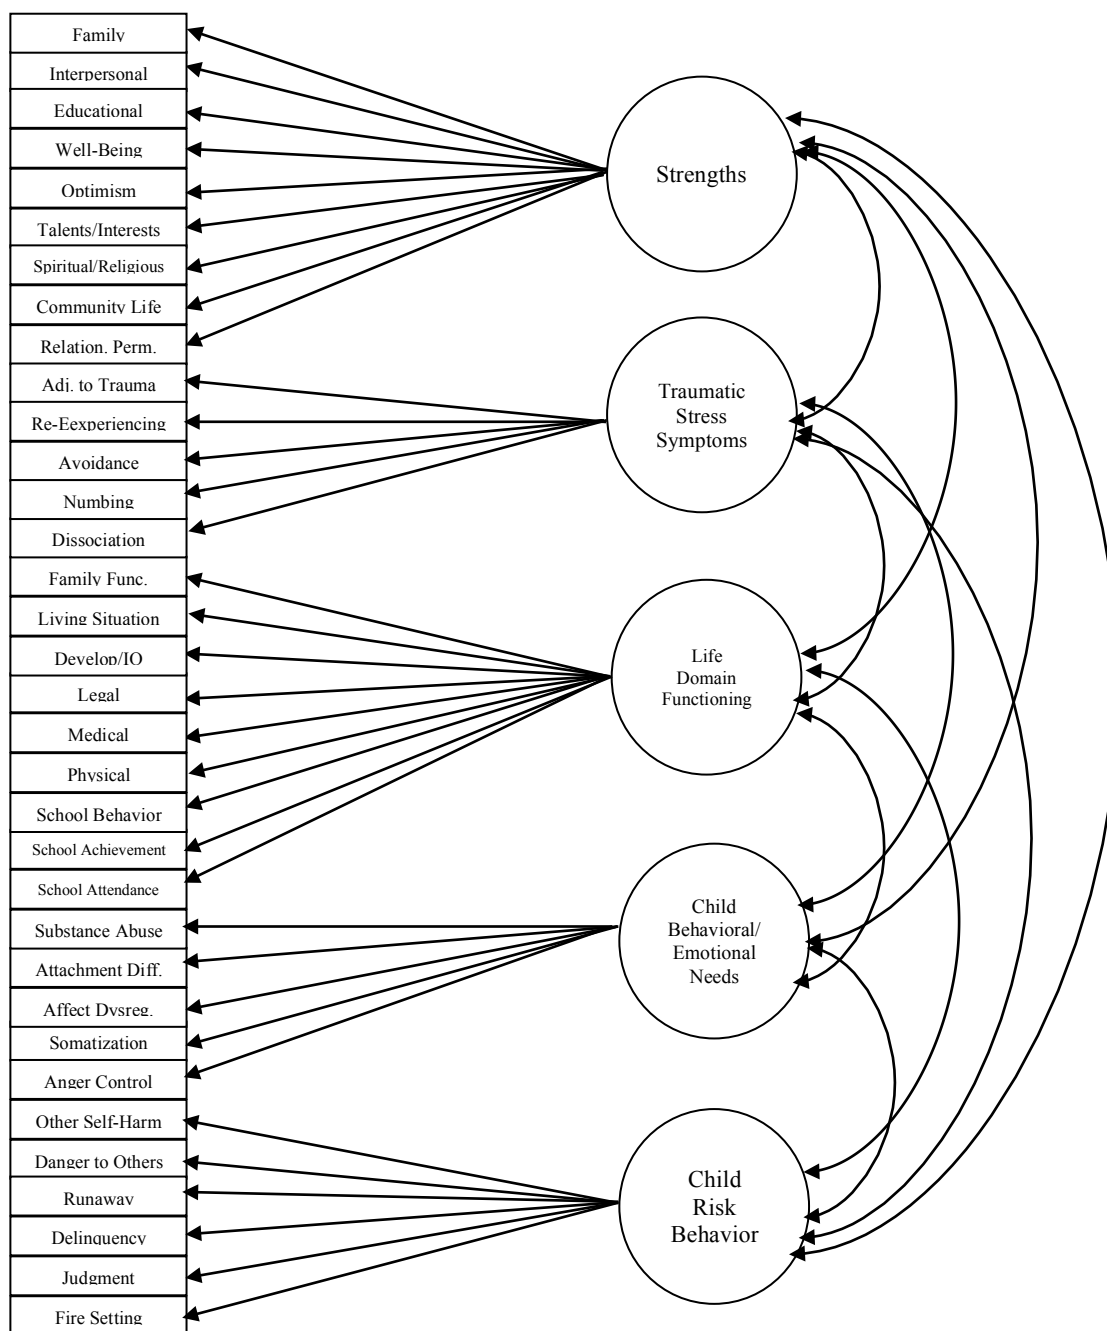 Family
Interpersonal
Educational
Well-Being
Optimism
Talents/Interests
Spiritual/Religious
Community Life
Relation. Perm.
Adj. to Trauma
Re-Eexperiencing
Avoidance
Numbing
Dissociation
Family Func.
Living Situation
Develop/IQ
Legal
Medical
Physical
School Behavior
School Achievement
School Attendance
Substance Abuse
Attachment Diff.
Affect Dysreg.
Somatization
Anger Control
Other Self-Harm
Danger to Others
Runaway
Delinquency
Judgment
Fire Setting
Strengths
Traumatic
Stress
Symptoms
Life
Domain
Functioning
Child
Behavioral/
Emotional
Needs
Child
Risk
Behavior